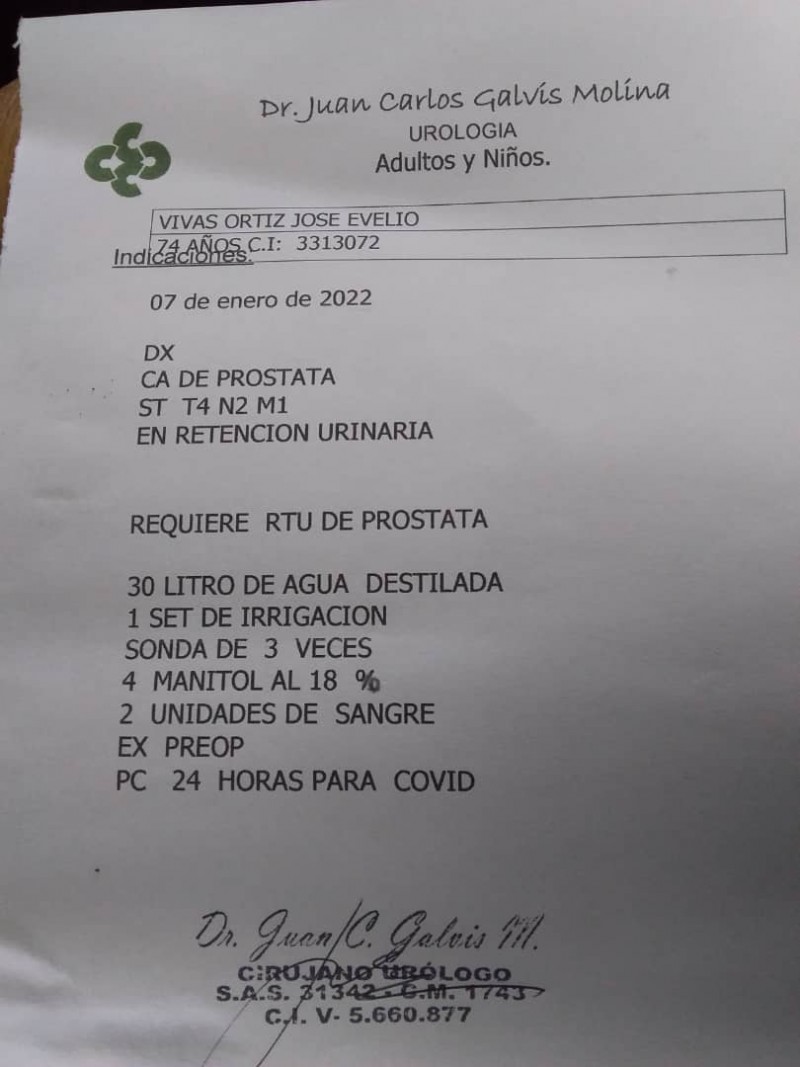 Dr. Juan Carlos Galvis Molina
UROLOGIA
Adultos y Niños.
VIVAS ORTIZ JOSE EVELIO
74 AÑOS C.I: 3313072
Indicaciones:
07 de enero de 2022
DX
CA DE PROSTATA
ST T4 N2 M1
EN RETENCION URINARIA
REQUIERE RTU DE PROSTATA
30 LITRO DE AGUA DESTILADA
1 SET DE IRRIGACION
SONDA DE 3 VECES
4 MANITOL AL 18 %
2 UNIDADES DE SANGRE
EX PREOP
PC 24 HORAS PARA COVID
Dr. Juan C. Galvis M.
CIRUJANO URÓLOGO
S.A.S. 31342 - C.M. 1743
C.I. V- 5.660.877